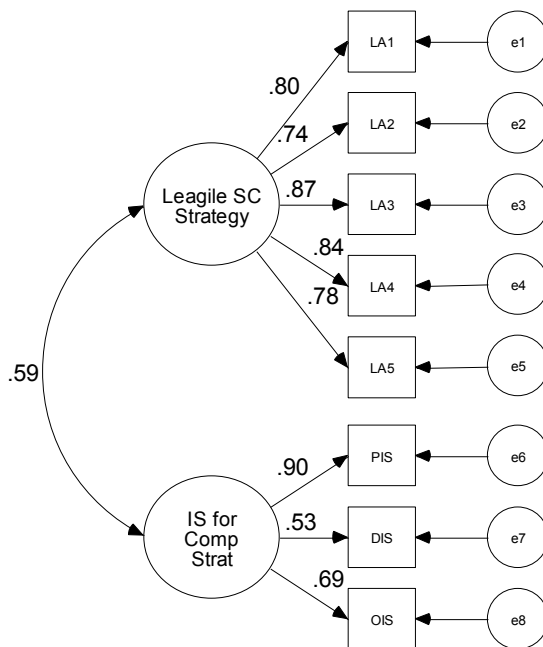 LA1
e1
.80
LA2
e2
.74
Leagile SC
Strategy
.87
LA3
e3
.84
LA4
e4
.78
LA5
e5
.59
.90
PIS
e6
IS for
Comp
Strat
.53
DIS
e7
.69
OIS
e8